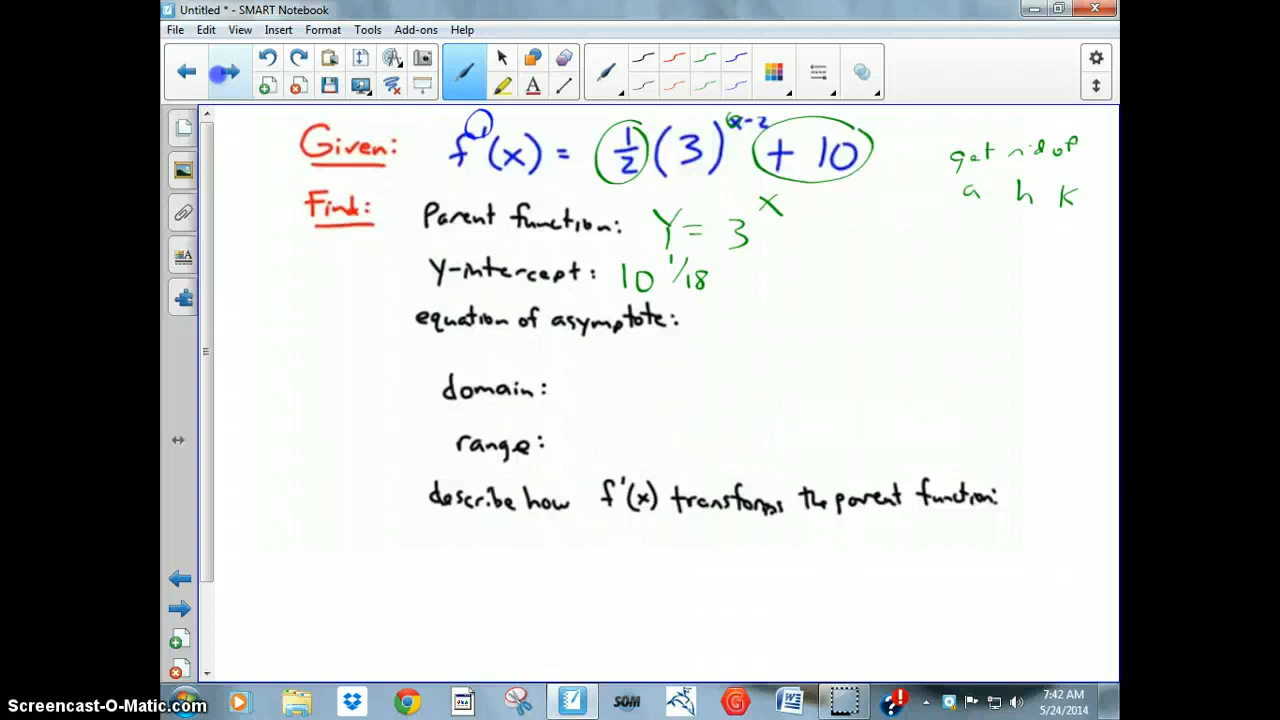 Untitled * - SMART Notebook
File Edit View Insert Format Tools Add-ons Help
Given: f'(x) = 1/2 (3)^x-2 + 10
get rid of
a h k
Find:
Parent function: Y = 3^x
Y-intercept: 10 1/18
equation of asymptote:
domain:
range:
describe how f'(x) transforms the parent function:
SOM
7:42 AM
5/24/2014
Screencast-O-Matic.com